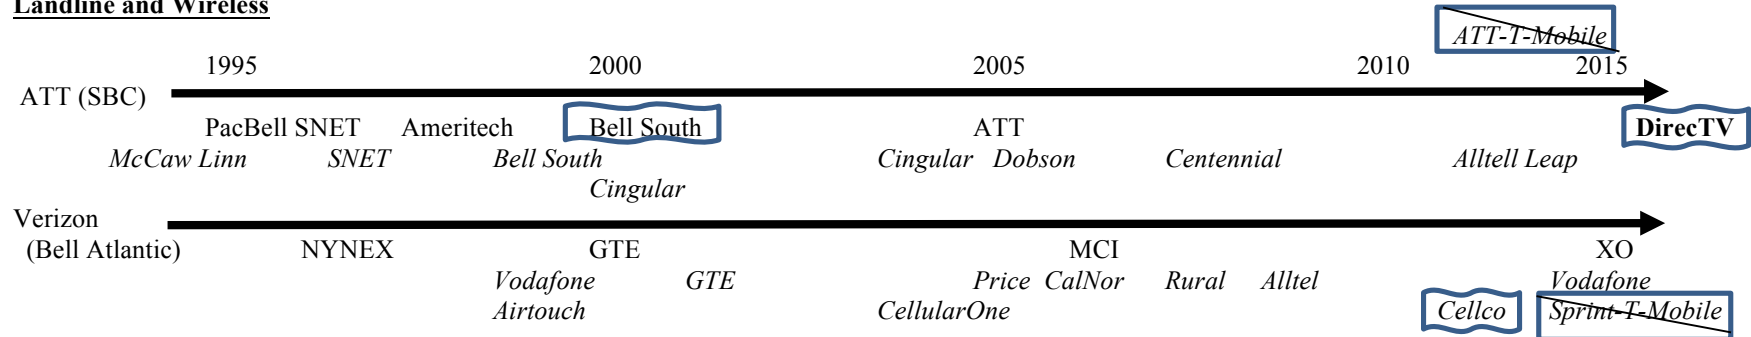 Landline and Wireless
ATT-T-Mobile
1995 2000 2005 2010 2015
ATT (SBC)
PacBell SNET Ameritech Bell South ATT DirecTV
McCaw Linn SNET Bell South Cingular Dobson Centennial Alltell Leap
Cingular
Verizon
(Bell Atlantic) NYNEX GTE MCI XO
Vodafone GTE Price CalNor Rural Alltel Vodafone
Airtouch CellularOne Cellco Sprint-T-Mobile